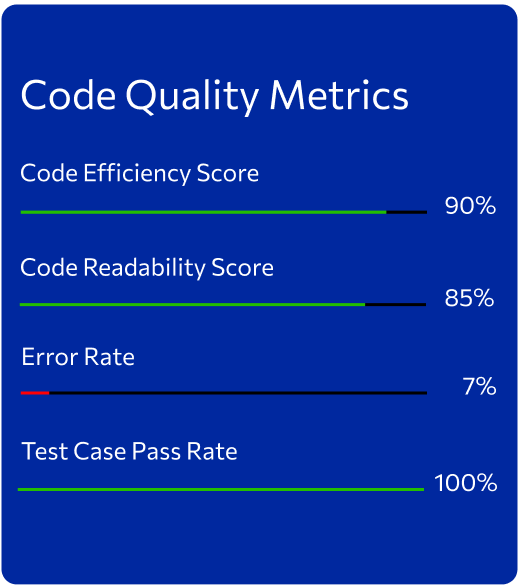 Code Quality Metrics
Code Efficiency Score
90%
Code Readability Score
85%
Error Rate
7%
Test Case Pass Rate
100%